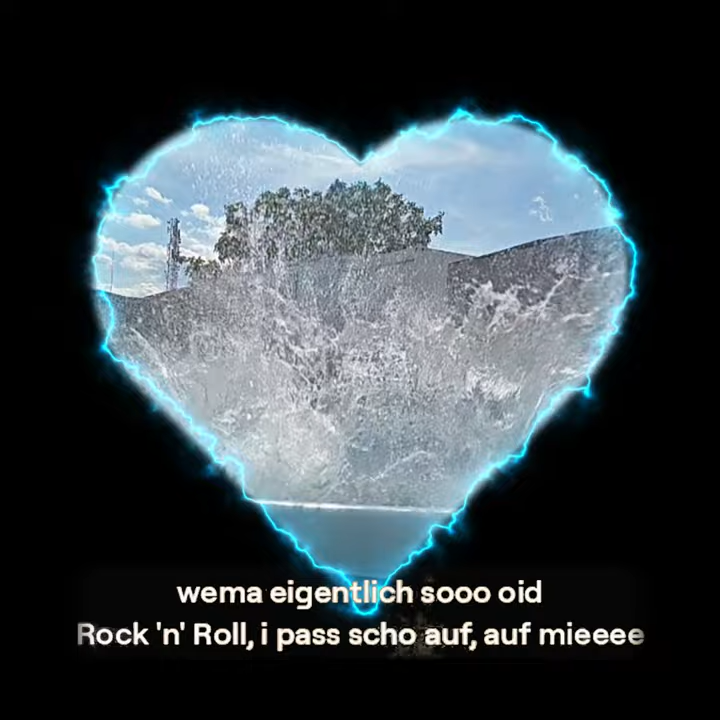 wema eigentlich sooo oid
Rock 'n' Roll, i pass scho auf, auf mieeee